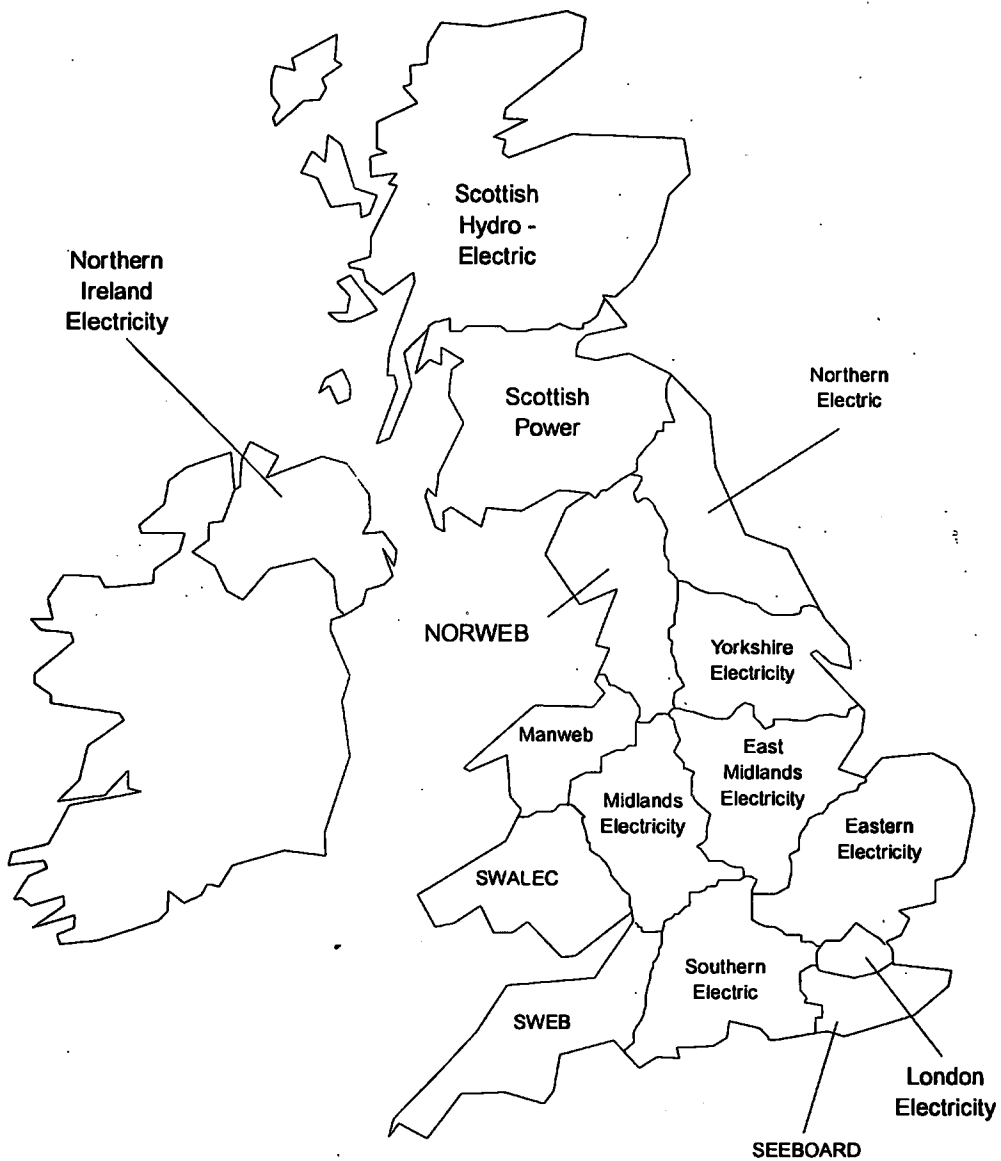 Scottish
Hydro -
Electric
Northern
Ireland
Electricity
Scottish
Power
Northern
Electric
NORWEB
Yorkshire
Electricity
Manweb
East
Midlands
Electricity
Midlands
Electricity
Eastern
Electricity
SWALEC
Southern
Electric
SWEB
London
Electricity
SEEBOARD